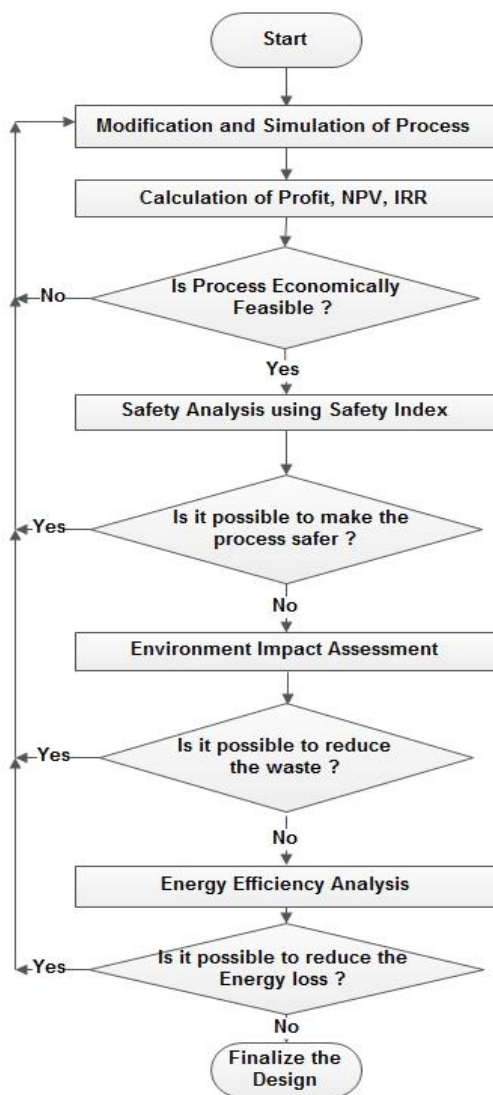 Start
Modification and Simulation of Process
Calculation of Profit, NPV, IRR
Is Process Economically
Feasible ?
No
Yes
Safety Analysis using Safety Index
Is it possible to make the
process safer ?
Yes
No
Environment Impact Assessment
Is it possible to reduce
the waste ?
Yes
No
Energy Efficiency Analysis
Is it possible to reduce the
Energy loss ?
Yes
No
Finalize the
Design